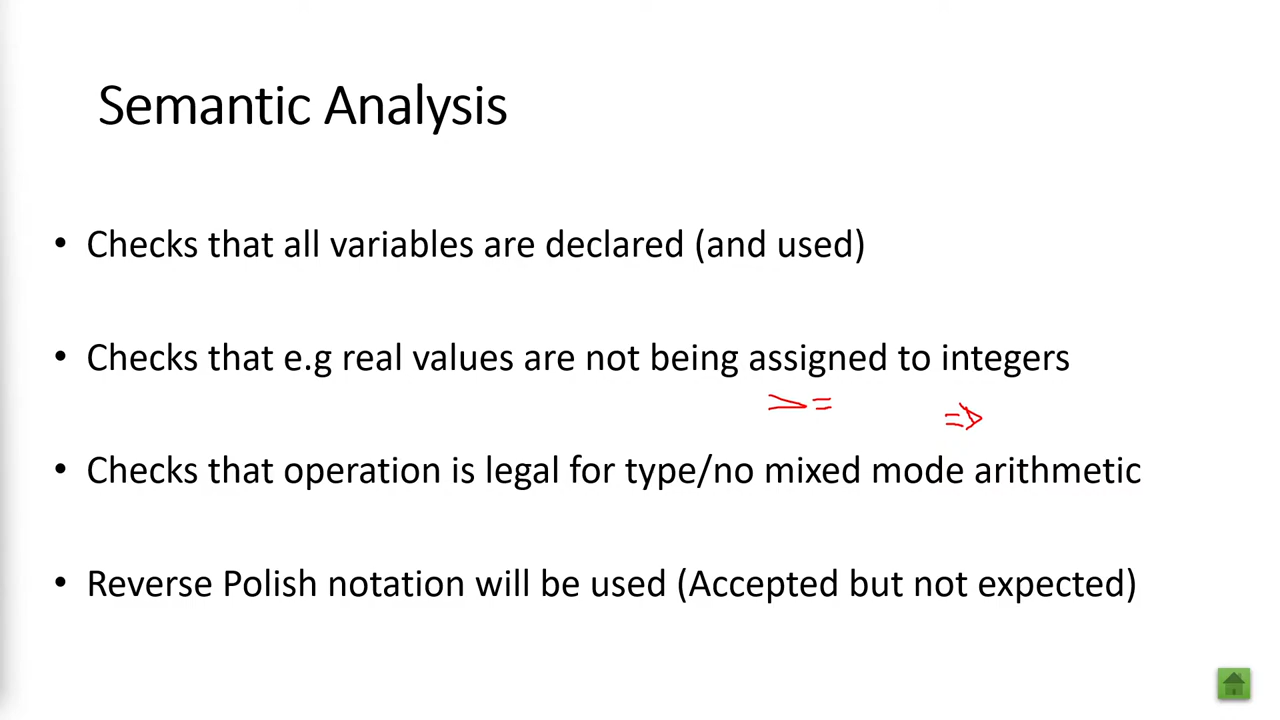 Semantic Analysis
• Checks that all variables are declared (and used)
• Checks that e.g real values are not being assigned to integers
>= =>
• Checks that operation is legal for type/no mixed mode arithmetic
• Reverse Polish notation will be used (Accepted but not expected)